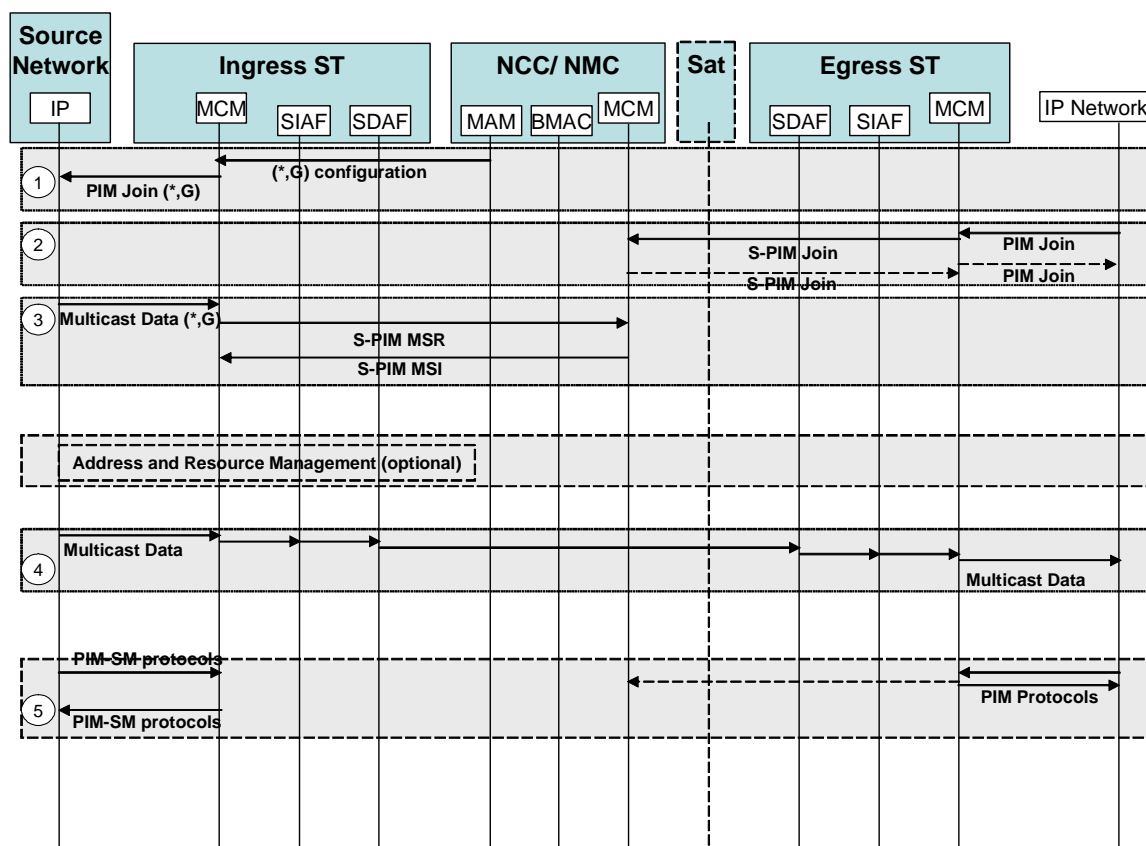 Source
Network
Ingress ST
NCC/ NMC
Sat
Egress ST
IP
MCM
SIAF
SDAF
MAM
BMAC
MCM
SDAF
SIAF
MCM
IP Network
1
(*,G) configuration
PIM Join (*,G)
2
S-PIM Join
PIM Join
S-PIM Join
PIM Join
3
Multicast Data (*,G)
S-PIM MSR
S-PIM MSI
Address and Resource Management (optional)
4
Multicast Data
Multicast Data
PIM-SM protocols
5
PIM Protocols
PIM-SM protocols